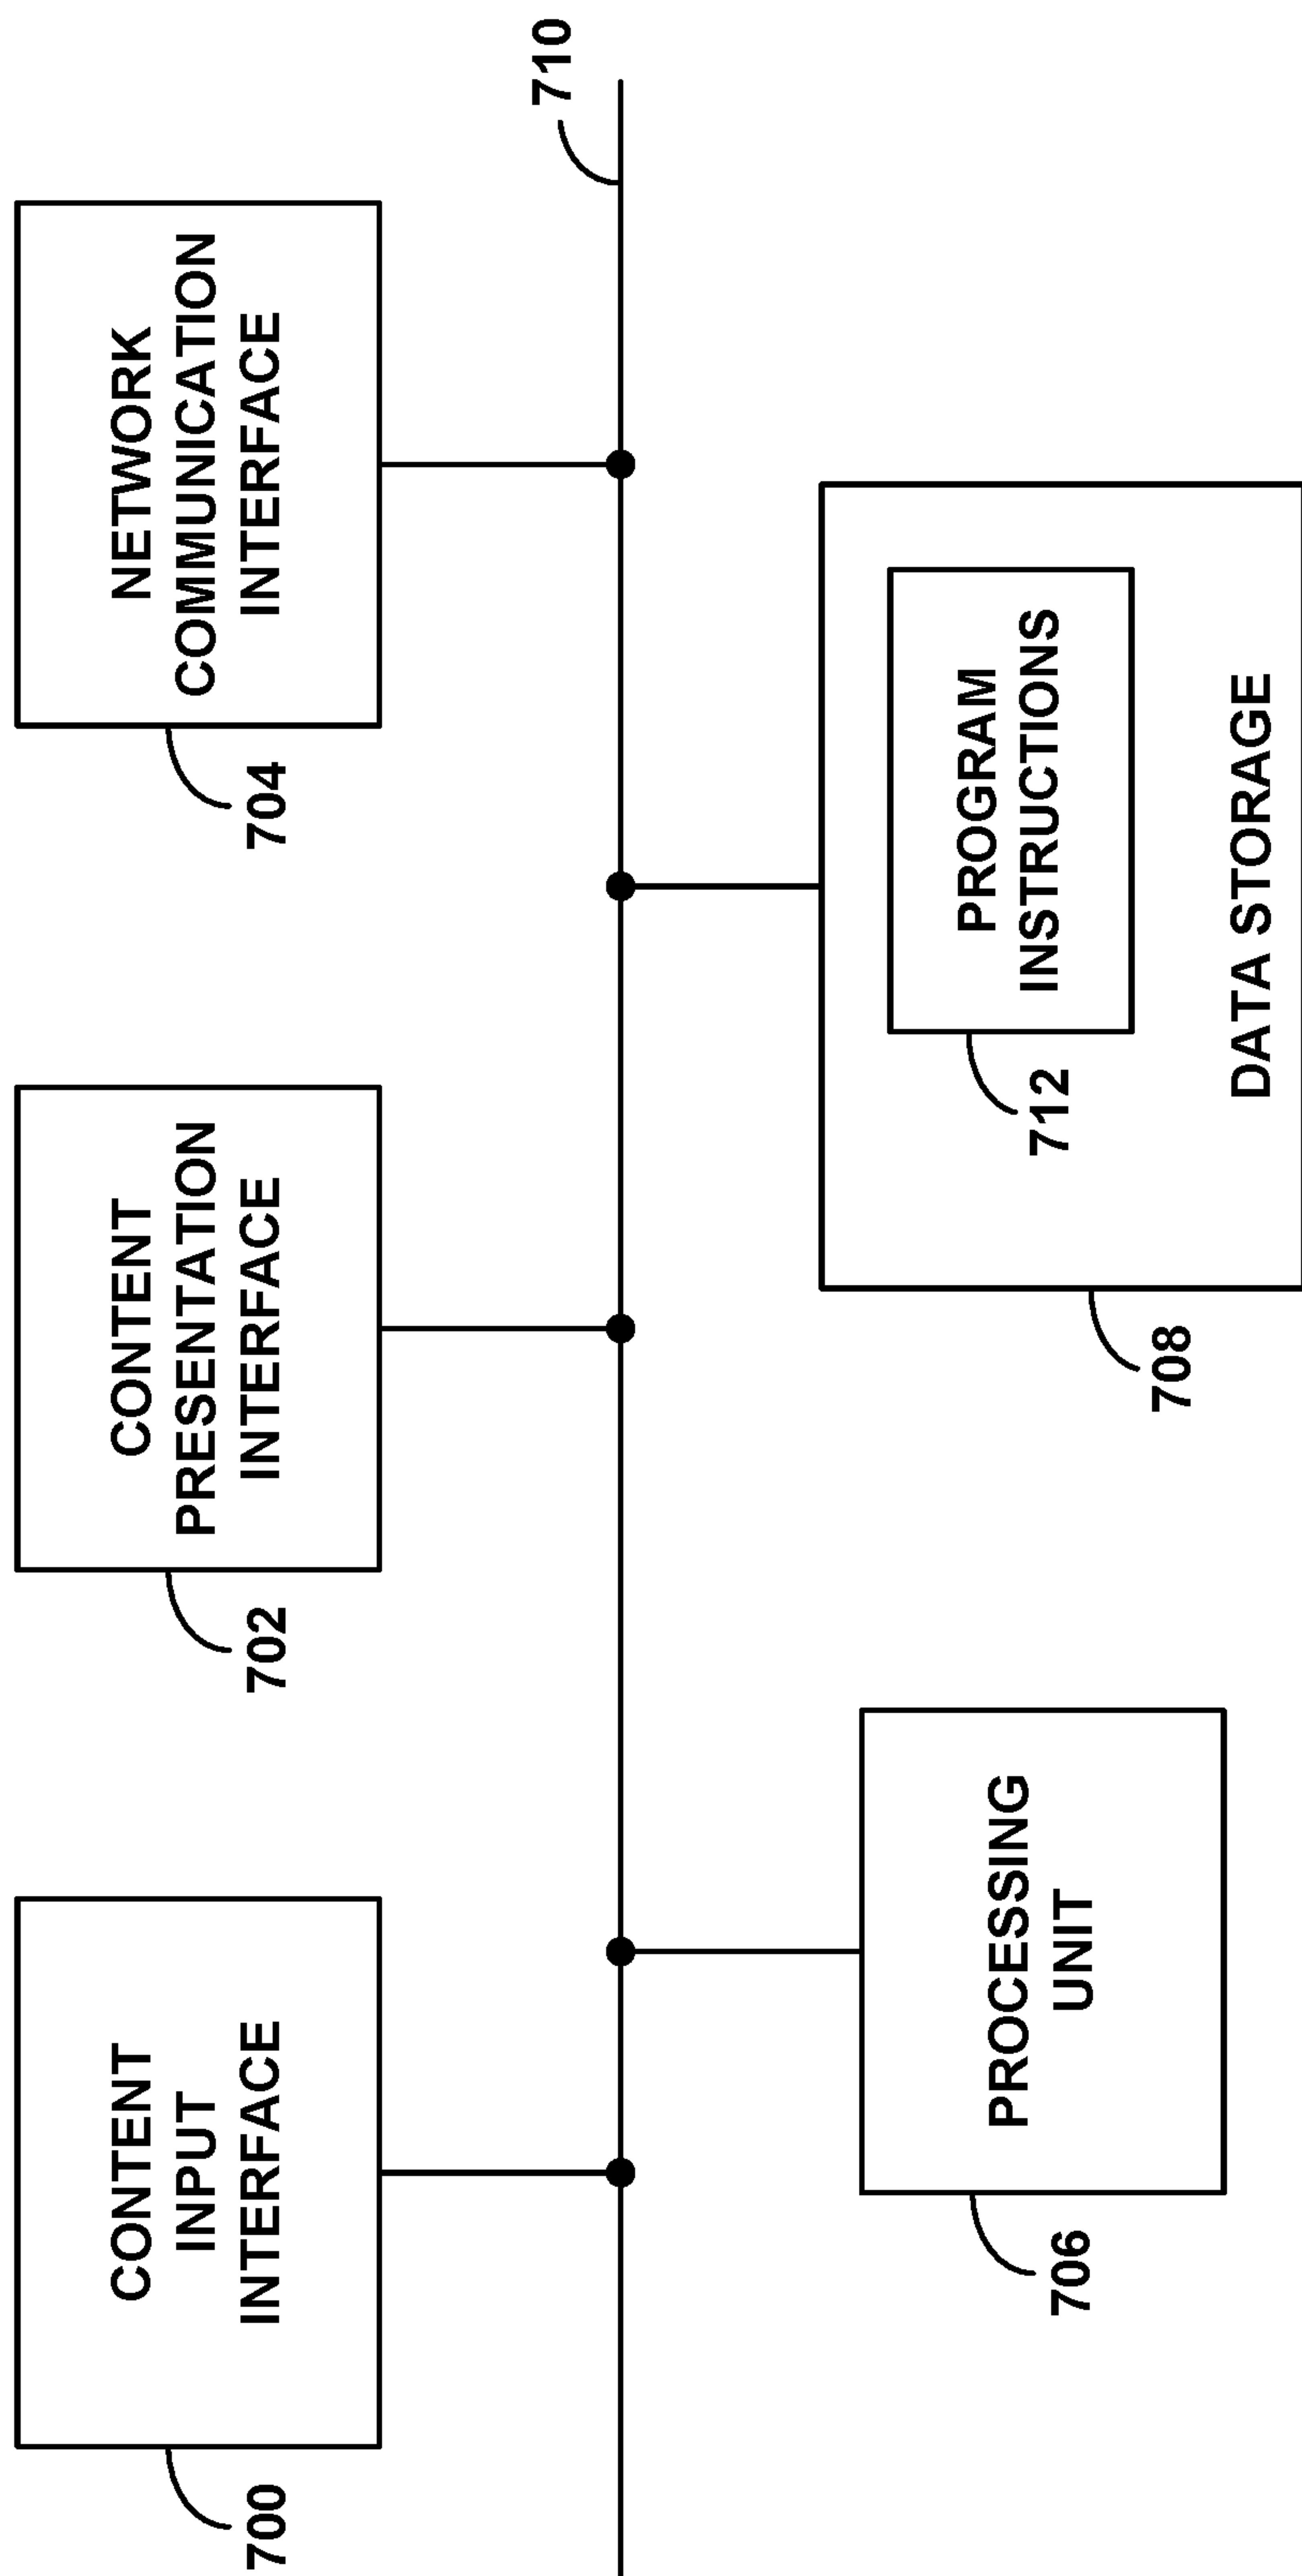 CONTENT
INPUT
INTERFACE
700
CONTENT
PRESENTATION
INTERFACE
702
NETWORK
COMMUNICATION
INTERFACE
704
710
PROCESSING
UNIT
706
PROGRAM
INSTRUCTIONS
712
DATA STORAGE
708